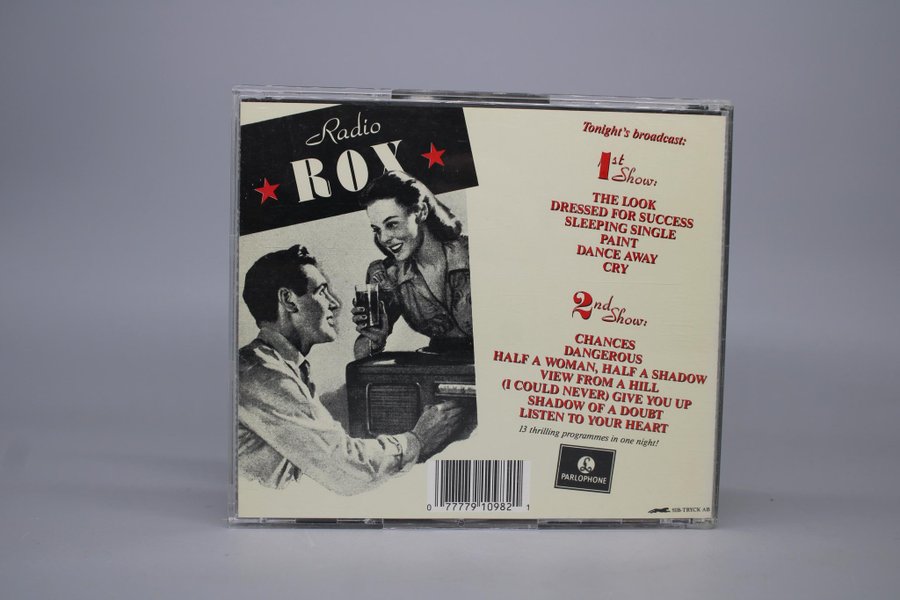 Radio
ROX
Tonight's broadcast:
1st Show:
THE LOOK
DRESSED FOR SUCCESS
SLEEPING SINGLE
PAINT
DANCE AWAY
CRY
2nd Show:
CHANCES
DANGEROUS
HALF A WOMAN, HALF A SHADOW
VIEW FROM A HILL
(I COULD NEVER) GIVE YOU UP
SHADOW OF A DOUBT
LISTEN TO YOUR HEART
13 thrilling programmes in one night!
£
PARLOPHONE
0 77779 10982 1
SIB-TRYCK AB